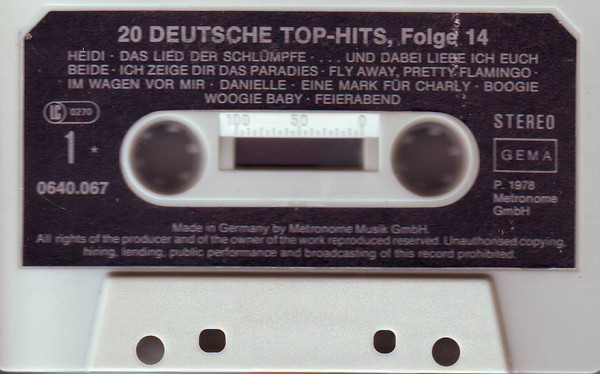 20 DEUTSCHE TOP-HITS, Folge 14
HEIDI · DAS LIED DER SCHLÜMPFE · ... UND DABEI LIEBE ICH EUCH
BEIDE · ICH ZEIGE DIR DAS PARADIES · FLY AWAY, PRETTY FLAMINGO ·
IM WAGEN VOR MIR · DANIELLE · EINE MARK FÜR CHARLY · BOOGIE
WOOGIE BABY · FEIERABEND
LC 0270
1 *
0640.067
100 50 0
STEREO
GEMA
P. 1978
Metronome
GmbH
Made in Germany by Metronome Musik GmbH.
All rights of the producer and of the owner of the work reproduced reserved. Unauthorised copying,
hiring, lending, public performance and broadcasting of this record prohibited.